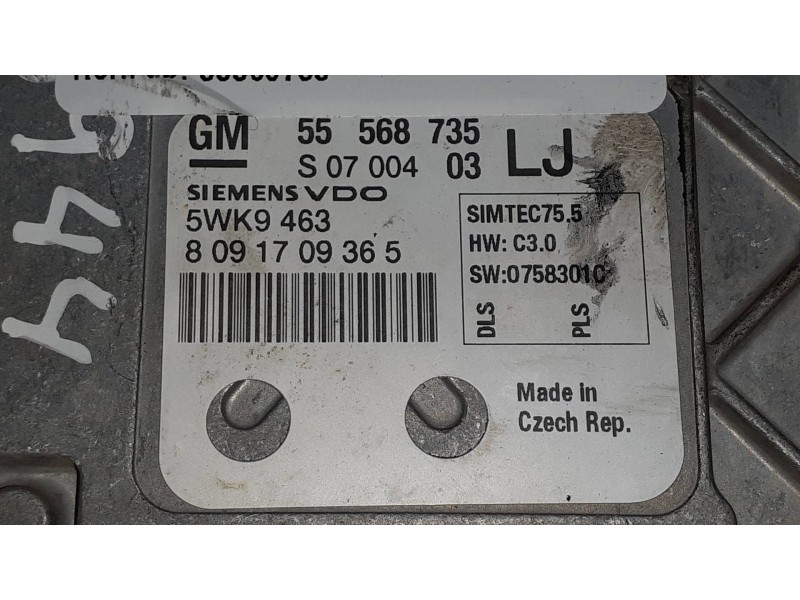 GM 55 568 735 LJ
S 07 004 03
SIEMENS VDO
5WK9 463
8 09 17 09 36 5
SIMTEC75.5
HW: C3.0
SW:0758301C
DLS PLS
Made in
Czech Rep.
944